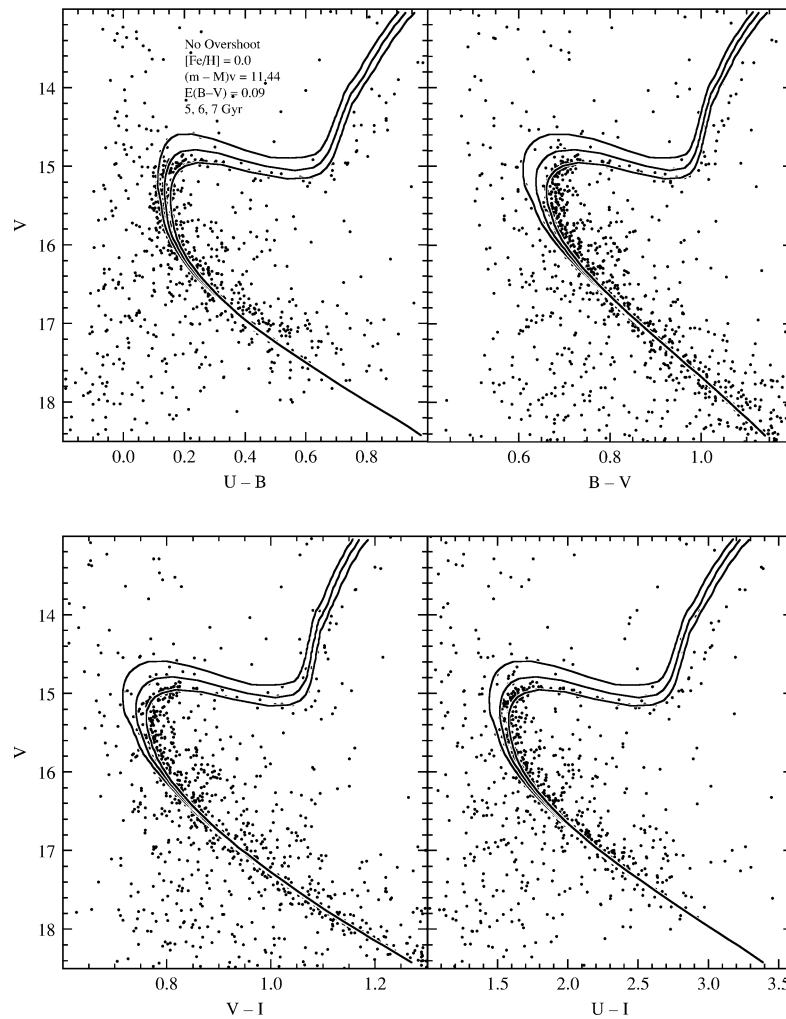 No Overshoot
[Fe/H] = 0.0
(m – M)v = 11.44
E(B–V) = 0.09
5, 6, 7 Gyr
14
15
16
17
18
V
0.0 0.2 0.4 0.6 0.8
U – B
0.6 0.8 1.0
B – V
14
15
16
17
18
V
0.8 1.0 1.2
V – I
1.5 2.0 2.5 3.0 3.5
U – I